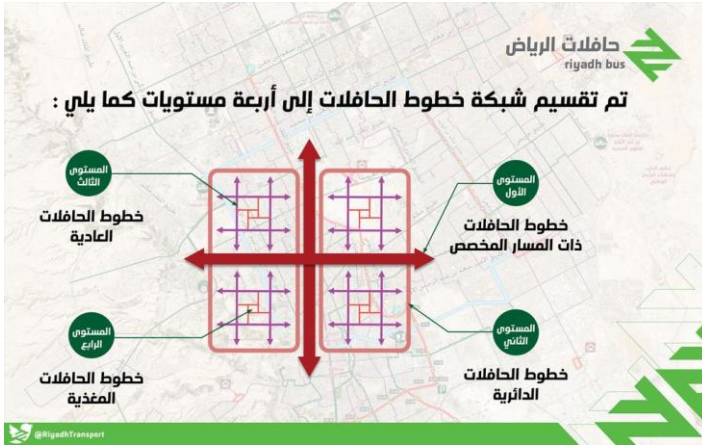 حافلات الرياض
riyadh bus
تم تقسيم شبكة خطوط الحافلات إلى أربعة مستويات كما يلي :
المستوى
الأول
خطوط الحافلات
ذات المسار المخصص
المستوى
الثالث
خطوط الحافلات
العادية
المستوى
الثاني
خطوط الحافلات
الدائرية
المستوى
الرابع
خطوط الحافلات
المغذية
@RiyadhTransport